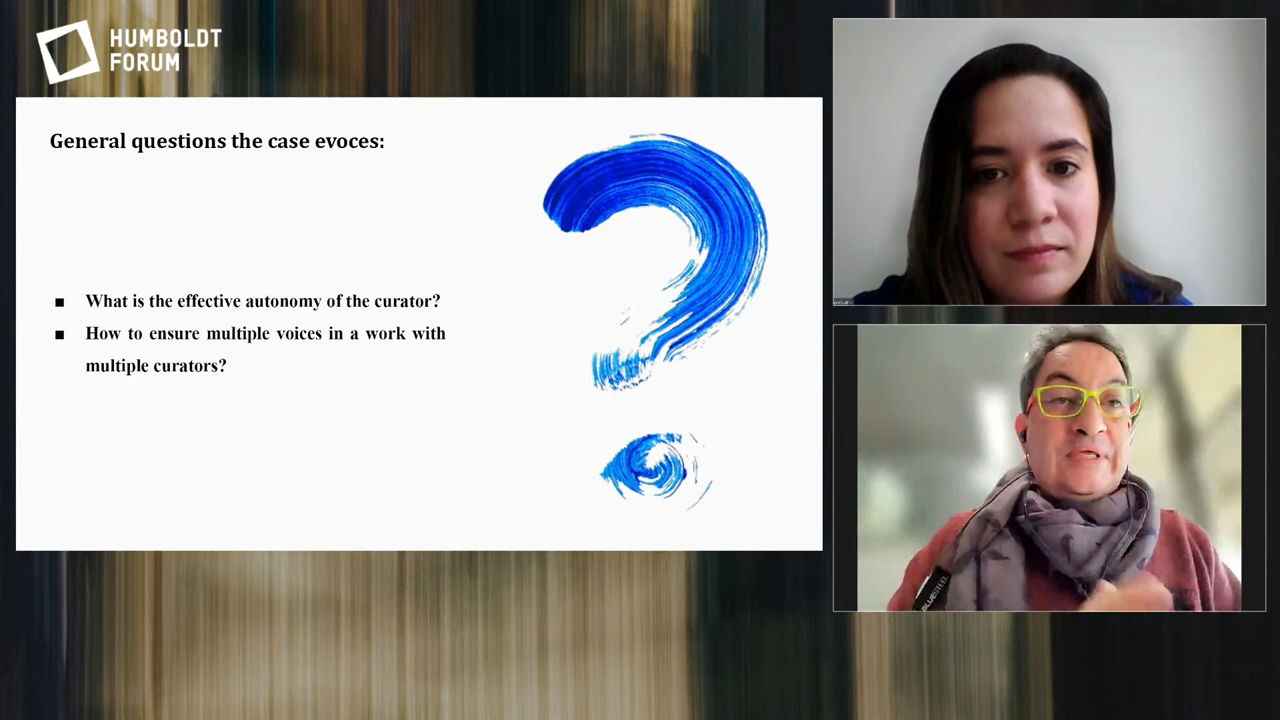 HUMBOLDT
FORUM
General questions the case evoces:
■ What is the effective autonomy of the curator?
■ How to ensure multiple voices in a work with
multiple curators?
BLUESTEEL